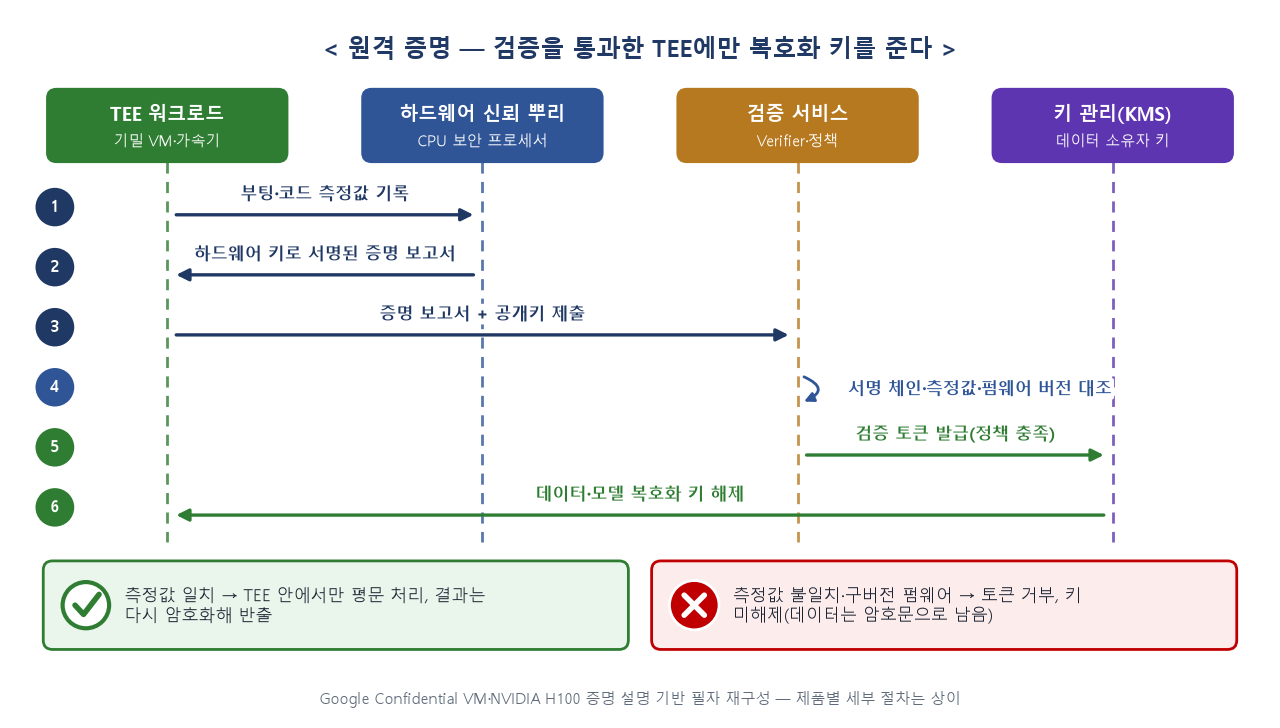 < 원격 증명 — 검증을 통과한 TEE에만 복호화 키를 준다 >
TEE 워크로드
기밀 VM·가속기
하드웨어 신뢰 뿌리
CPU 보안 프로세서
검증 서비스
Verifier·정책
키 관리(KMS)
데이터 소유자 키
1
부팅·코드 측정값 기록
2
하드웨어 키로 서명된 증명 보고서
3
증명 보고서 + 공개키 제출
4
서명 체인·측정값·펌웨어 버전 대조
5
검증 토큰 발급(정책 충족)
6
데이터·모델 복호화 키 해제
측정값 일치 → TEE 안에서만 평문 처리, 결과는
다시 암호화해 반출
측정값 불일치·구버전 펌웨어 → 토큰 거부, 키
미해제(데이터는 암호문으로 남음)
Google Confidential VM·NVIDIA H100 증명 설명 기반 필자 재구성 — 제품별 세부 절차는 상이